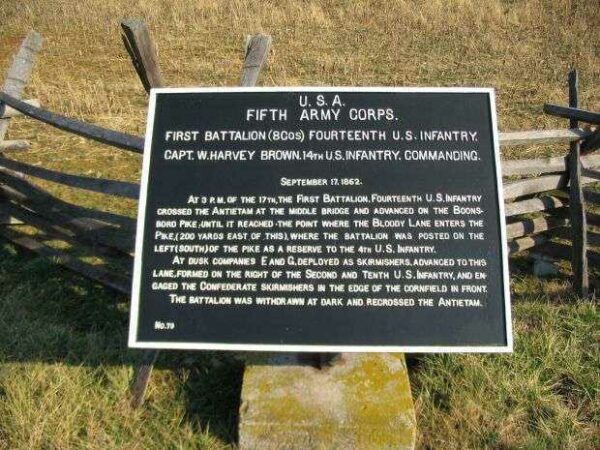 U.S.A.
FIFTH ARMY CORPS.
FIRST BATTALION (8COS) FOURTEENTH U.S. INFANTRY.
CAPT. W. HARVEY BROWN. 14TH U.S. INFANTRY. COMMANDING.
SEPTEMBER 17. 1862.
AT 3 P.M. OF THE 17TH, THE FIRST BATTALION, FOURTEENTH U.S. INFANTRY
CROSSED THE ANTIETAM AT THE MIDDLE BRIDGE AND ADVANCED ON THE BOONS-
BORO PIKE, UNTIL IT REACHED THE POINT WHERE THE BLOODY LANE ENTERS THE
PIKE, (200 YARDS EAST OF THIS), WHERE THE BATTALION WAS POSTED ON THE
LEFT (SOUTH) OF THE PIKE AS A RESERVE TO THE 4TH U.S. INFANTRY.
AT DUSK COMPANIES E AND G, DEPLOYED AS SKIRMISHERS, ADVANCED TO THIS
LANE, FORMED ON THE RIGHT OF THE SECOND AND TENTH U.S. INFANTRY, AND EN-
GAGED THE CONFEDERATE SKIRMISHERS IN THE EDGE OF THE CORNFIELD IN FRONT.
THE BATTALION WAS WITHDRAWN AT DARK AND RECROSSED THE ANTIETAM.
NO. 79